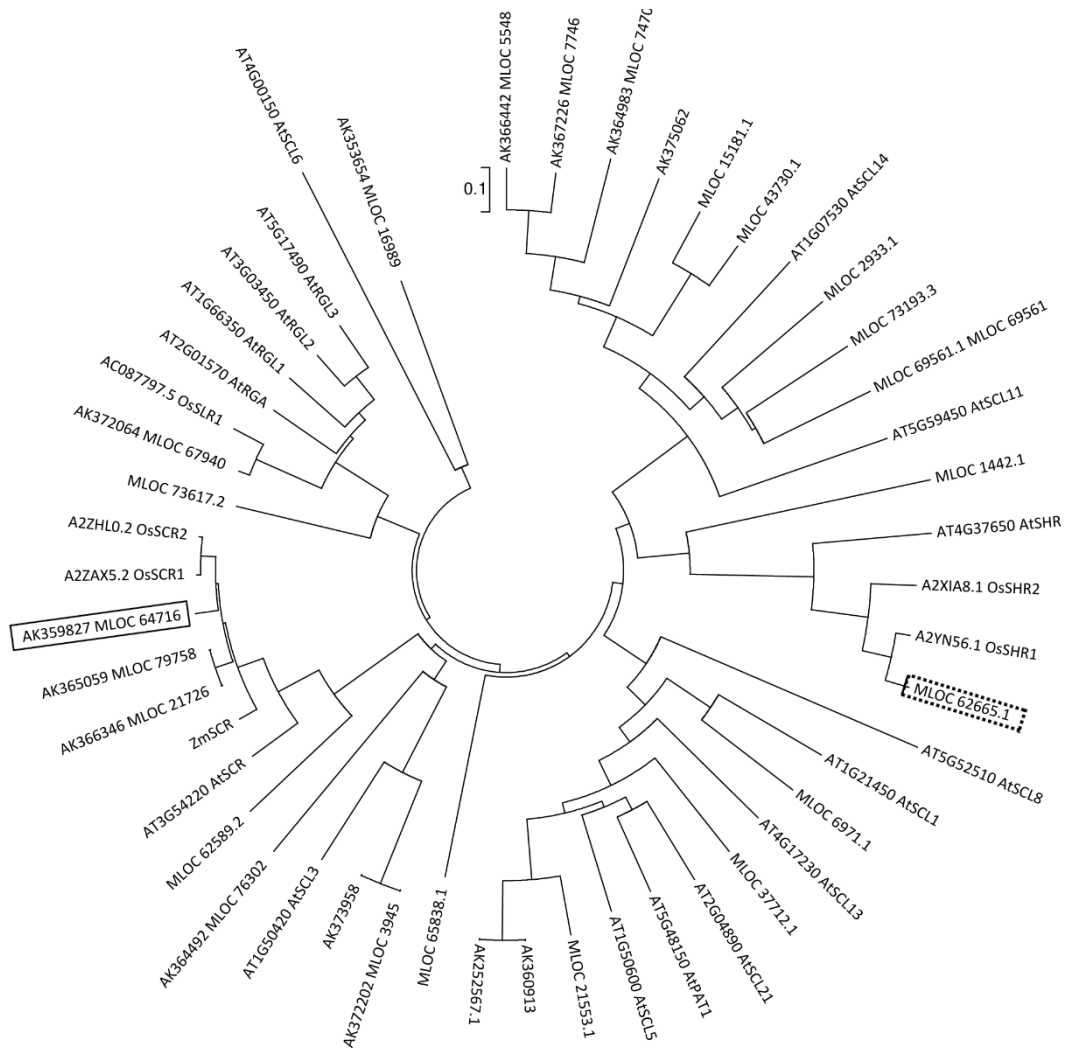 AK366442 MLOC 5548
AK367226 MLOC 7746
AK364983 MLOC 7470
AK375062
MLOC 15181.1
MLOC 43730.1
AT1G07530 AtSCL14
MLOC 2933.1
MLOC 73193.3
MLOC 69561.1 MLOC 69561
AT5G59450 AtSCL11
MLOC 1442.1
AT4G37650 AtSHR
A2XIA8.1 OsSHR2
A2YN56.1 OsSHR1
MLOC 62665.1
AT5G52510 AtSCL8
AT1G21450 AtSCL1
MLOC 6971.1
AT4G17230 AtSCL13
MLOC 37712.1
AT2G04890 AtSCL21
AT5G48150 AtPAT1
AT1G50600 AtSCL5
MLOC 21553.1
AK360913
AK252567.1
MLOC 65838.1
AK372202 MLOC 3945
AK373958
AT1G50420 AtSCL3
AK364492 MLOC 76302
MLOC 62589.2
AT3G54220 AtSCR
ZmSCR
AK366346 MLOC 21726
AK365059 MLOC 79758
AK359827 MLOC 64716
A2ZAX5.2 OsSCR1
A2ZHL0.2 OsSCR2
MLOC 73617.2
AK372064 MLOC 67940
AC087797.5 OsSLR1
AT2G01570 AtRGA
AT1G66350 AtRGL1
AT3G03450 AtRGL2
AT5G17490 AtRGL3
AT4G00150 AtSCL6
AK353654 MLOC 16989
0.1